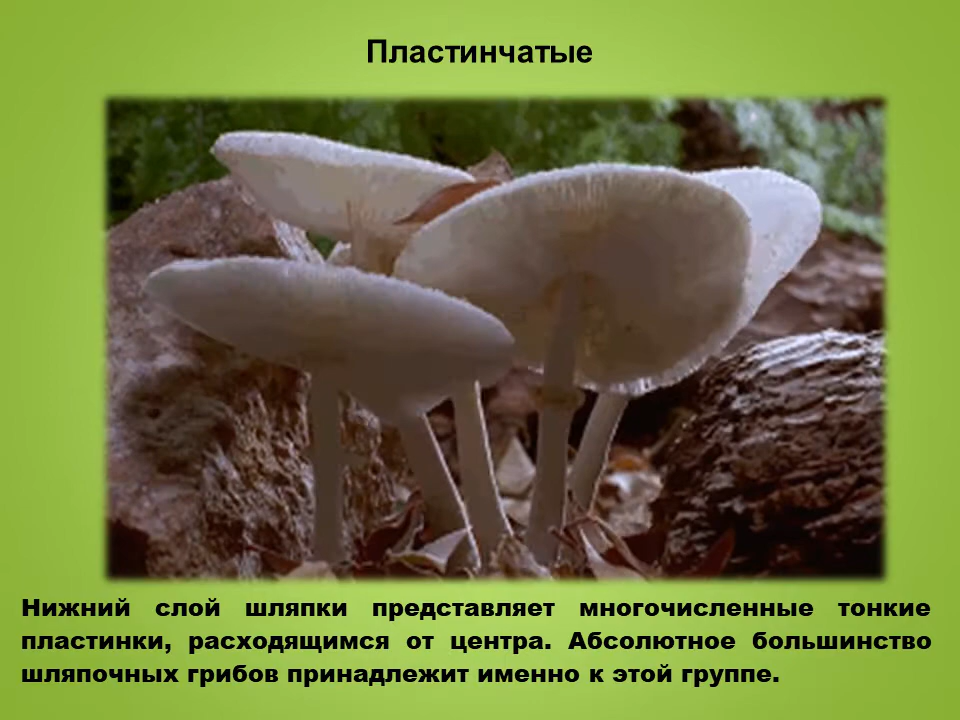 Пластинчатые
Нижний слой шляпки представляет многочисленные тонкие
пластинки, расходящимся от центра. Абсолютное большинство
шляпочных грибов принадлежит именно к этой группе.